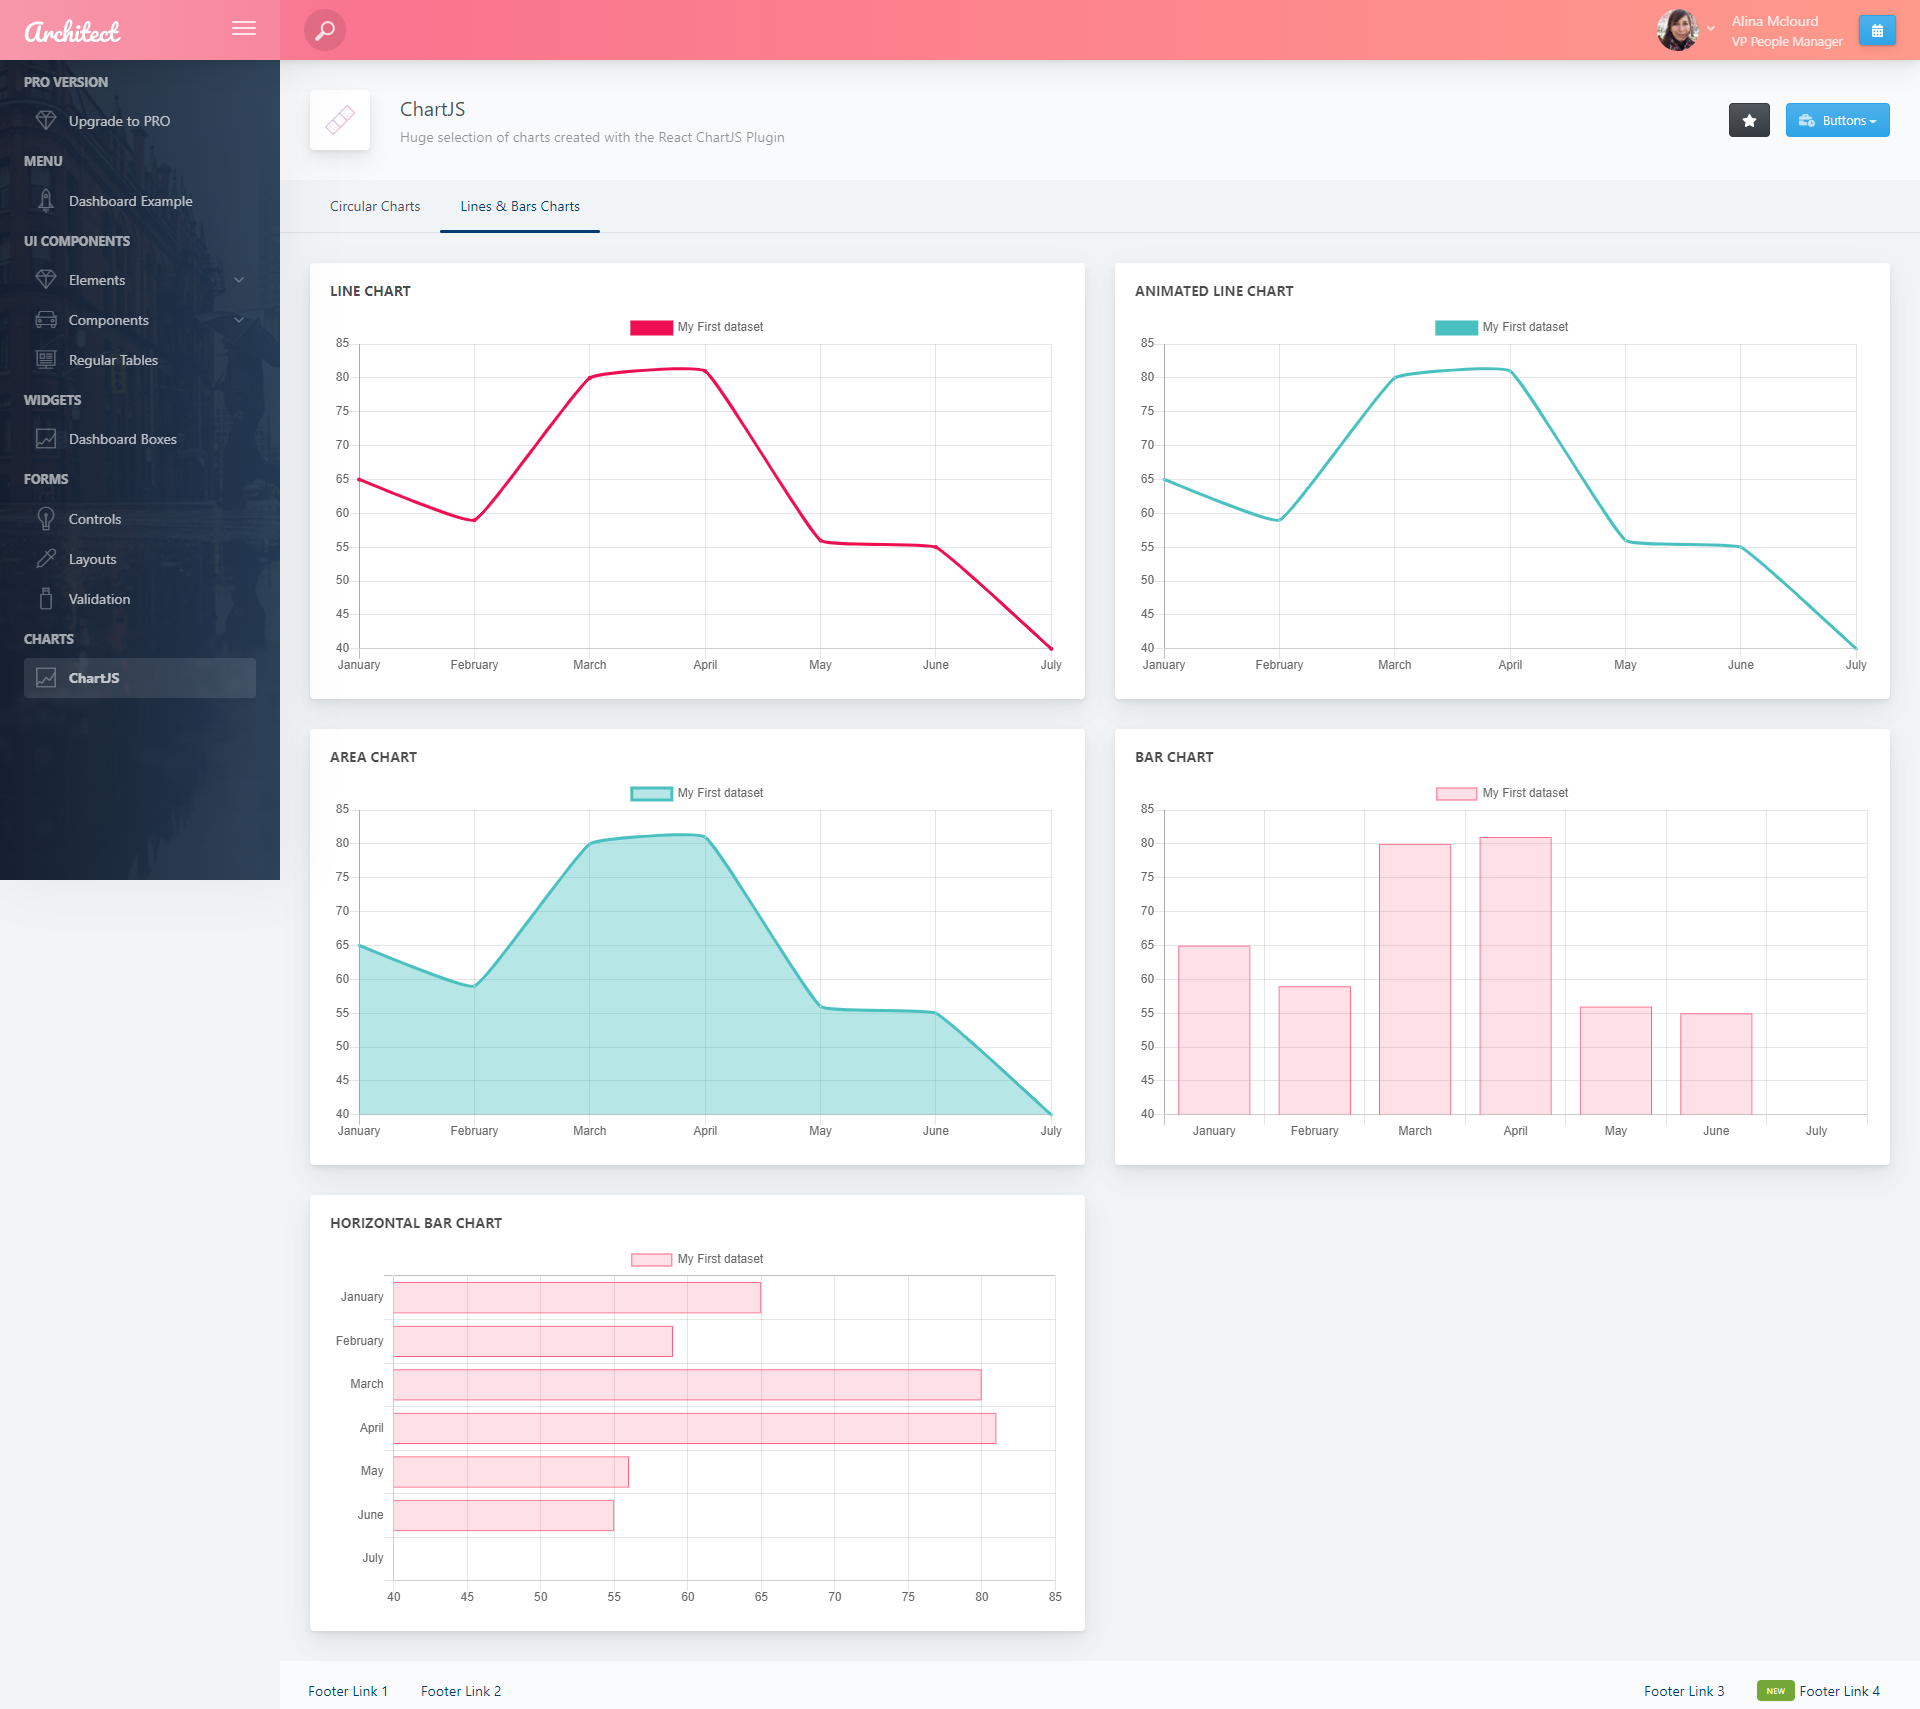 Architect
Alina Mclourd
VP People Manager
PRO VERSION
Upgrade to PRO
MENU
Dashboard Example
UI COMPONENTS
Elements
Components
Regular Tables
WIDGETS
Dashboard Boxes
FORMS
Controls
Layouts
Validation
CHARTS
ChartJS
ChartJS
Huge selection of charts created with the React ChartJS Plugin
Buttons
Circular Charts Lines & Bars Charts
LINE CHART
My First dataset
85
80
75
70
65
60
55
50
45
40
January February March April May June July
ANIMATED LINE CHART
My First dataset
85
80
75
70
65
60
55
50
45
40
January February March April May June July
AREA CHART
My First dataset
85
80
75
70
65
60
55
50
45
40
January February March April May June July
BAR CHART
My First dataset
85
80
75
70
65
60
55
50
45
40
January February March April May June July
HORIZONTAL BAR CHART
My First dataset
January
February
March
April
May
June
July
40 45 50 55 60 65 70 75 80 85
Footer Link 1 Footer Link 2 Footer Link 3 NEW Footer Link 4